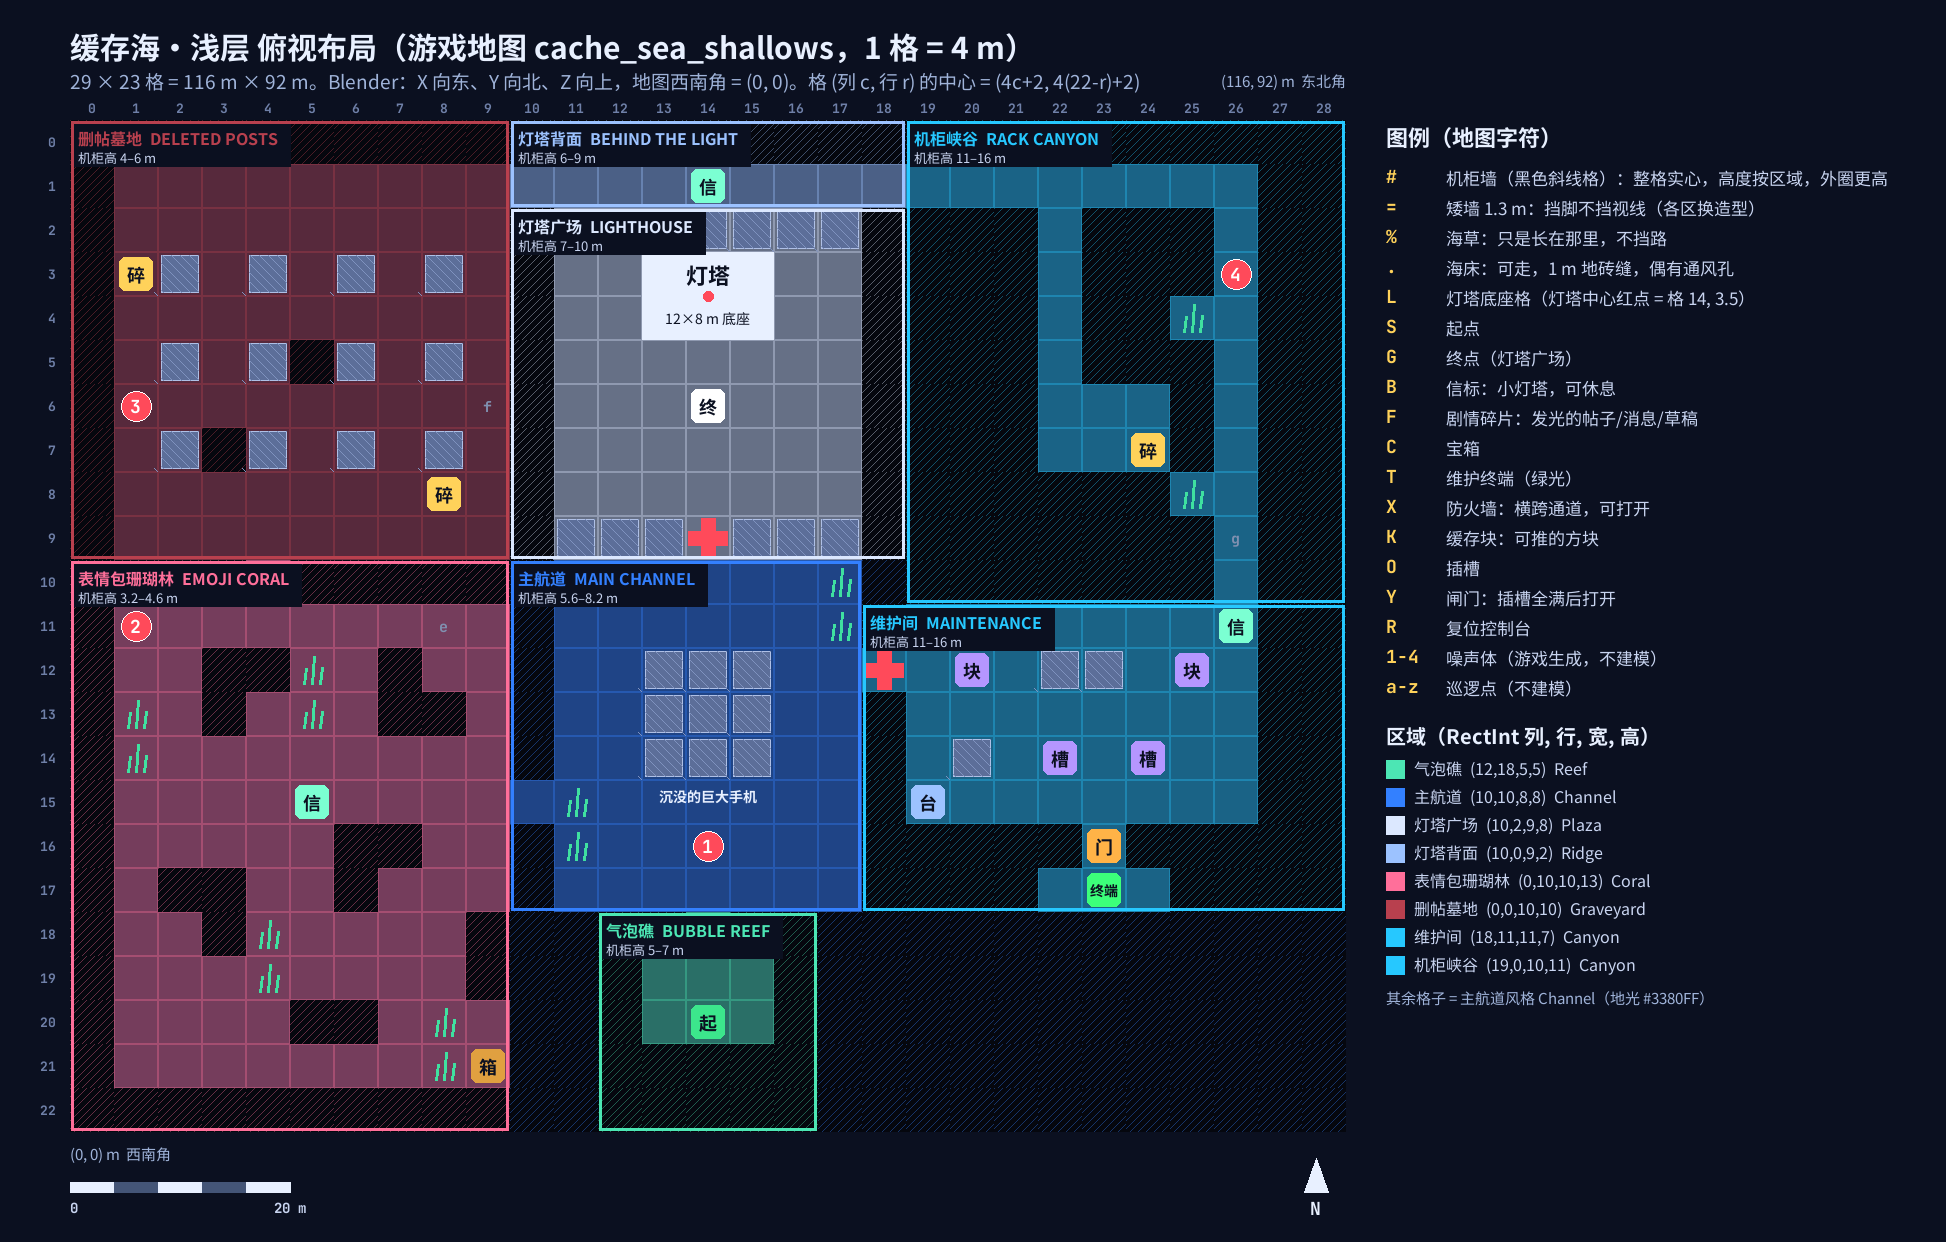 缓存海・浅层 俯视布局（游戏地图 cache_sea_shallows，1 格 = 4 m）
29 × 23 格 = 116 m × 92 m。Blender：X 向东、Y 向北、Z 向上，地图西南角 = (0, 0)。格 (列 c, 行 r) 的中心 = (4c+2, 4(22-r)+2)
(116, 92) m 东北角
0 1 2 3 4 5 6 7 8 9 10 11 12 13 14 15 16 17 18 19 20 21 22 23 24 25 26 27 28
0
1
2
3
4
5
6
7
8
9
10
11
12
13
14
15
16
17
18
19
20
21
22
删帖墓地 DELETED POSTS
机柜高 4–6 m
碎
3
f
碎
灯塔背面 BEHIND THE LIGHT
机柜高 6–9 m
信
灯塔广场 LIGHTHOUSE
机柜高 7–10 m
灯塔
12×8 m 底座
终
机柜峡谷 RACK CANYON
机柜高 11–16 m
4
碎
g
表情包珊瑚林 EMOJI CORAL
机柜高 3.2–4.6 m
2
e
信
箱
主航道 MAIN CHANNEL
机柜高 5.6–8.2 m
沉没的巨大手机
1
维护间 MAINTENANCE
机柜高 11–16 m
信
块
块
槽
槽
台
门
终端
气泡礁 BUBBLE REEF
机柜高 5–7 m
起
(0, 0) m 西南角
0 20 m
N
图例（地图字符）
# 机柜墙（黑色斜线格）：整格实心，高度按区域，外圈更高
= 矮墙 1.3 m：挡脚不挡视线（各区换造型）
% 海草：只是长在那里，不挡路
. 海床：可走，1 m 地砖缝，偶有通风孔
L 灯塔底座格（灯塔中心红点 = 格 14, 3.5）
S 起点
G 终点（灯塔广场）
B 信标：小灯塔，可休息
F 剧情碎片：发光的帖子/消息/草稿
C 宝箱
T 维护终端（绿光）
X 防火墙：横跨通道，可打开
K 缓存块：可推的方块
O 插槽
Y 闸门：插槽全满后打开
R 复位控制台
1-4 噪声体（游戏生成，不建模）
a-z 巡逻点（不建模）
区域（RectInt 列, 行, 宽, 高）
气泡礁 (12,18,5,5) Reef
主航道 (10,10,8,8) Channel
灯塔广场 (10,2,9,8) Plaza
灯塔背面 (10,0,9,2) Ridge
表情包珊瑚林 (0,10,10,13) Coral
删帖墓地 (0,0,10,10) Graveyard
维护间 (18,11,11,7) Canyon
机柜峡谷 (19,0,10,11) Canyon
其余格子 = 主航道风格 Channel（地光 #3380FF）